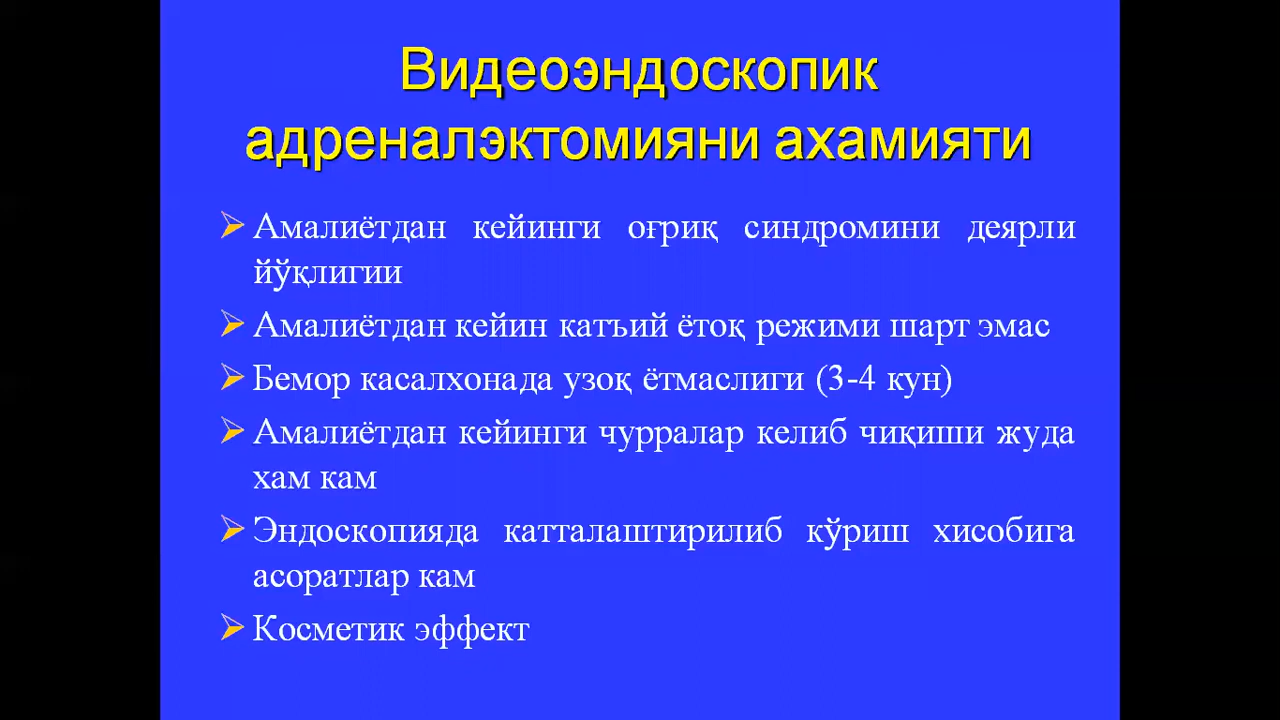 Видеоэндоскопик
адреналэктомияни ахамияти
Амалиётдан кейинги оғриқ синдромини деярли
йўқлигии
Амалиётдан кейин катъий ётоқ режими шарт эмас
Бемор касалхонада узоқ ётмаслиги (3-4 кун)
Амалиётдан кейинги чурралар келиб чиқиши жуда
хам кам
Эндоскопияда катталаштирилиб кўриш хисобига
асоратлар кам
Косметик эффект